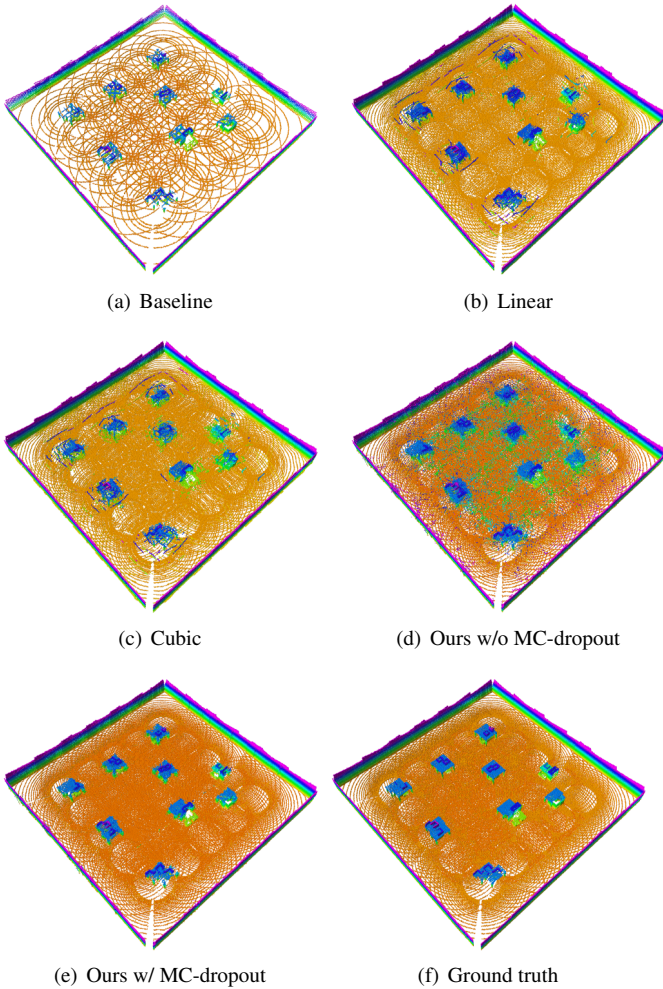 (a) Baseline
(b) Linear
(c) Cubic
(d) Ours w/o MC-dropout
(e) Ours w/ MC-dropout
(f) Ground truth